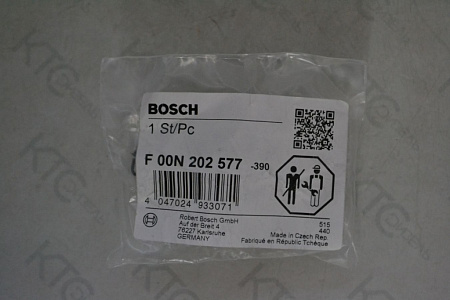 BOSCH
1 St/Pc
F 00N 202 577 -390
4 047024 933071
Robert Bosch GmbH
Auf der Breit 4
76227 Karlsruhe
GERMANY
515
440
Made in Czech Rep.
Fabriqué en République Tchèque
KTG